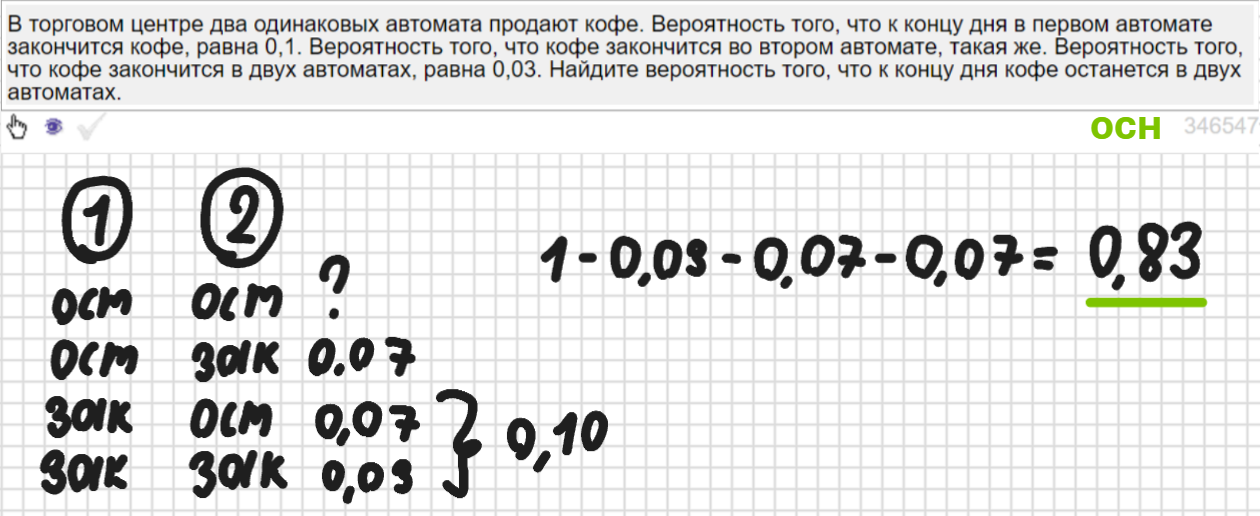 В торговом центре два одинаковых автомата продают кофе. Вероятность того, что к концу дня в первом автомате
закончится кофе, равна 0,1. Вероятность того, что кофе закончится во втором автомате, такая же. Вероятность того,
что кофе закончится в двух автоматах, равна 0,03. Найдите вероятность того, что к концу дня кофе останется в двух
автоматах.
осн 346547
1 2
ост ост ?
ост зак 0.07
зак ост 0,07
зак зак 0,03
0,10
1-0,03-0,07-0,07= 0,83